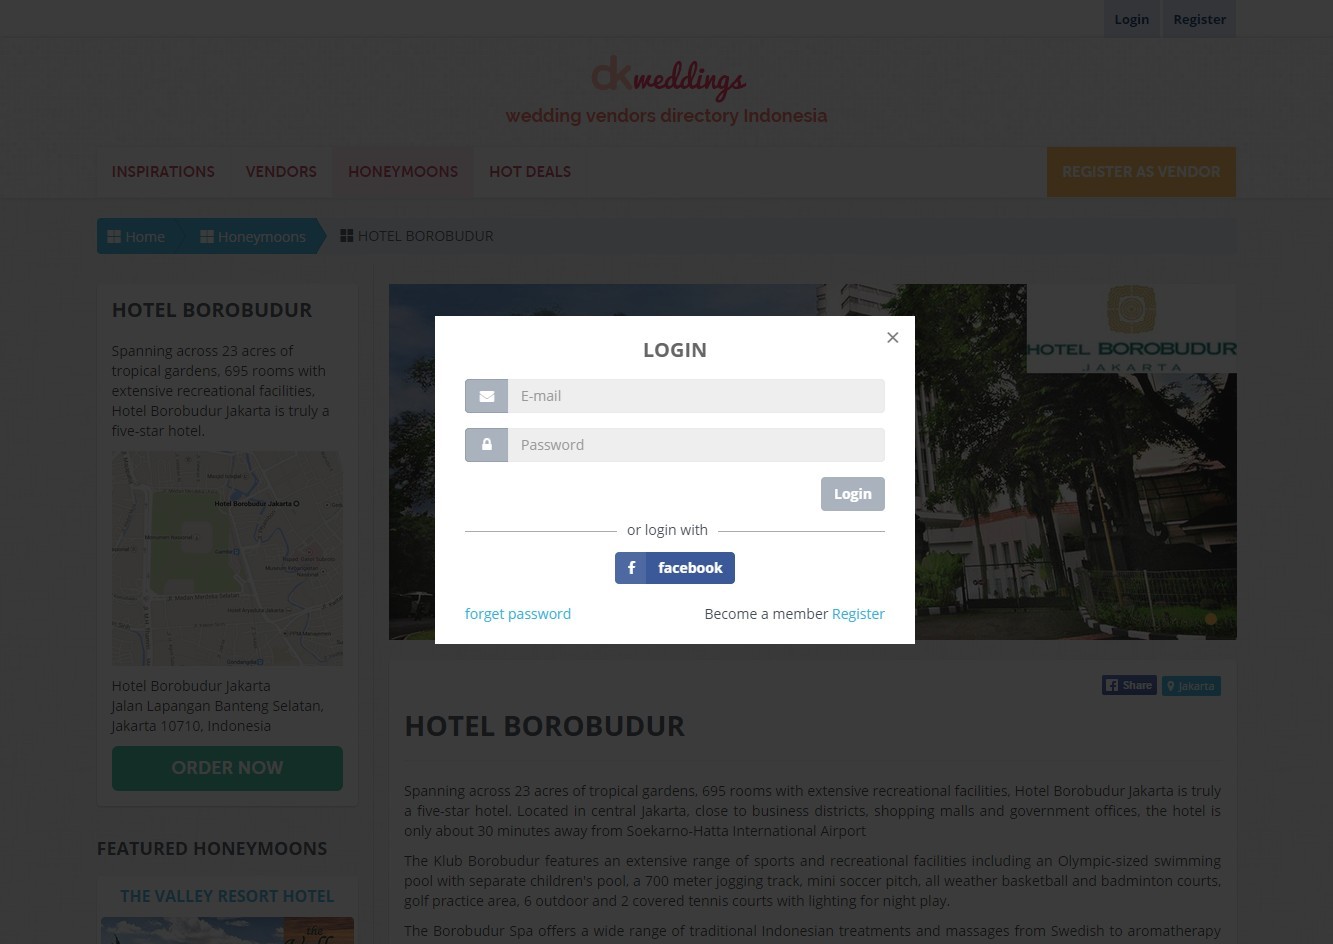 Login
Register
dkweddings
wedding vendors directory Indonesia
INSPIRATIONS
VENDORS
HONEYMOONS
HOT DEALS
REGISTER AS VENDOR
Home
Honeymoons
HOTEL BOROBUDUR
HOTEL BOROBUDUR
Spanning across 23 acres of
tropical gardens, 695 rooms with
extensive recreational facilities,
Hotel Borobudur Jakarta is truly a
five-star hotel.
Hotel Borobudur Jakarta
Hotel Borobudur Jakarta
Jalan Lapangan Banteng Selatan,
Jakarta 10710, Indonesia
ORDER NOW
FEATURED HONEYMOONS
THE VALLEY RESORT HOTEL
the
HOTEL BOROBUDUR
JAKARTA
LOGIN
×
E-mail
Password
Login
or login with
f facebook
forget password
Become a member Register
Share
Jakarta
HOTEL BOROBUDUR
Spanning across 23 acres of tropical gardens, 695 rooms with extensive recreational facilities, Hotel Borobudur Jakarta is truly
a five-star hotel. Located in central Jakarta, close to business districts, shopping malls and government offices, the hotel is
only about 30 minutes away from Soekarno-Hatta International Airport
The Klub Borobudur features an extensive range of sports and recreational facilities including an Olympic-sized swimming
pool with separate children's pool, a 700 meter jogging track, mini soccer pitch, all weather basketball and badminton courts,
golf practice area, 6 outdoor and 2 covered tennis courts with lighting for night play.
The Borobudur Spa offers a wide range of traditional Indonesian treatments and massages from Swedish to aromatherapy